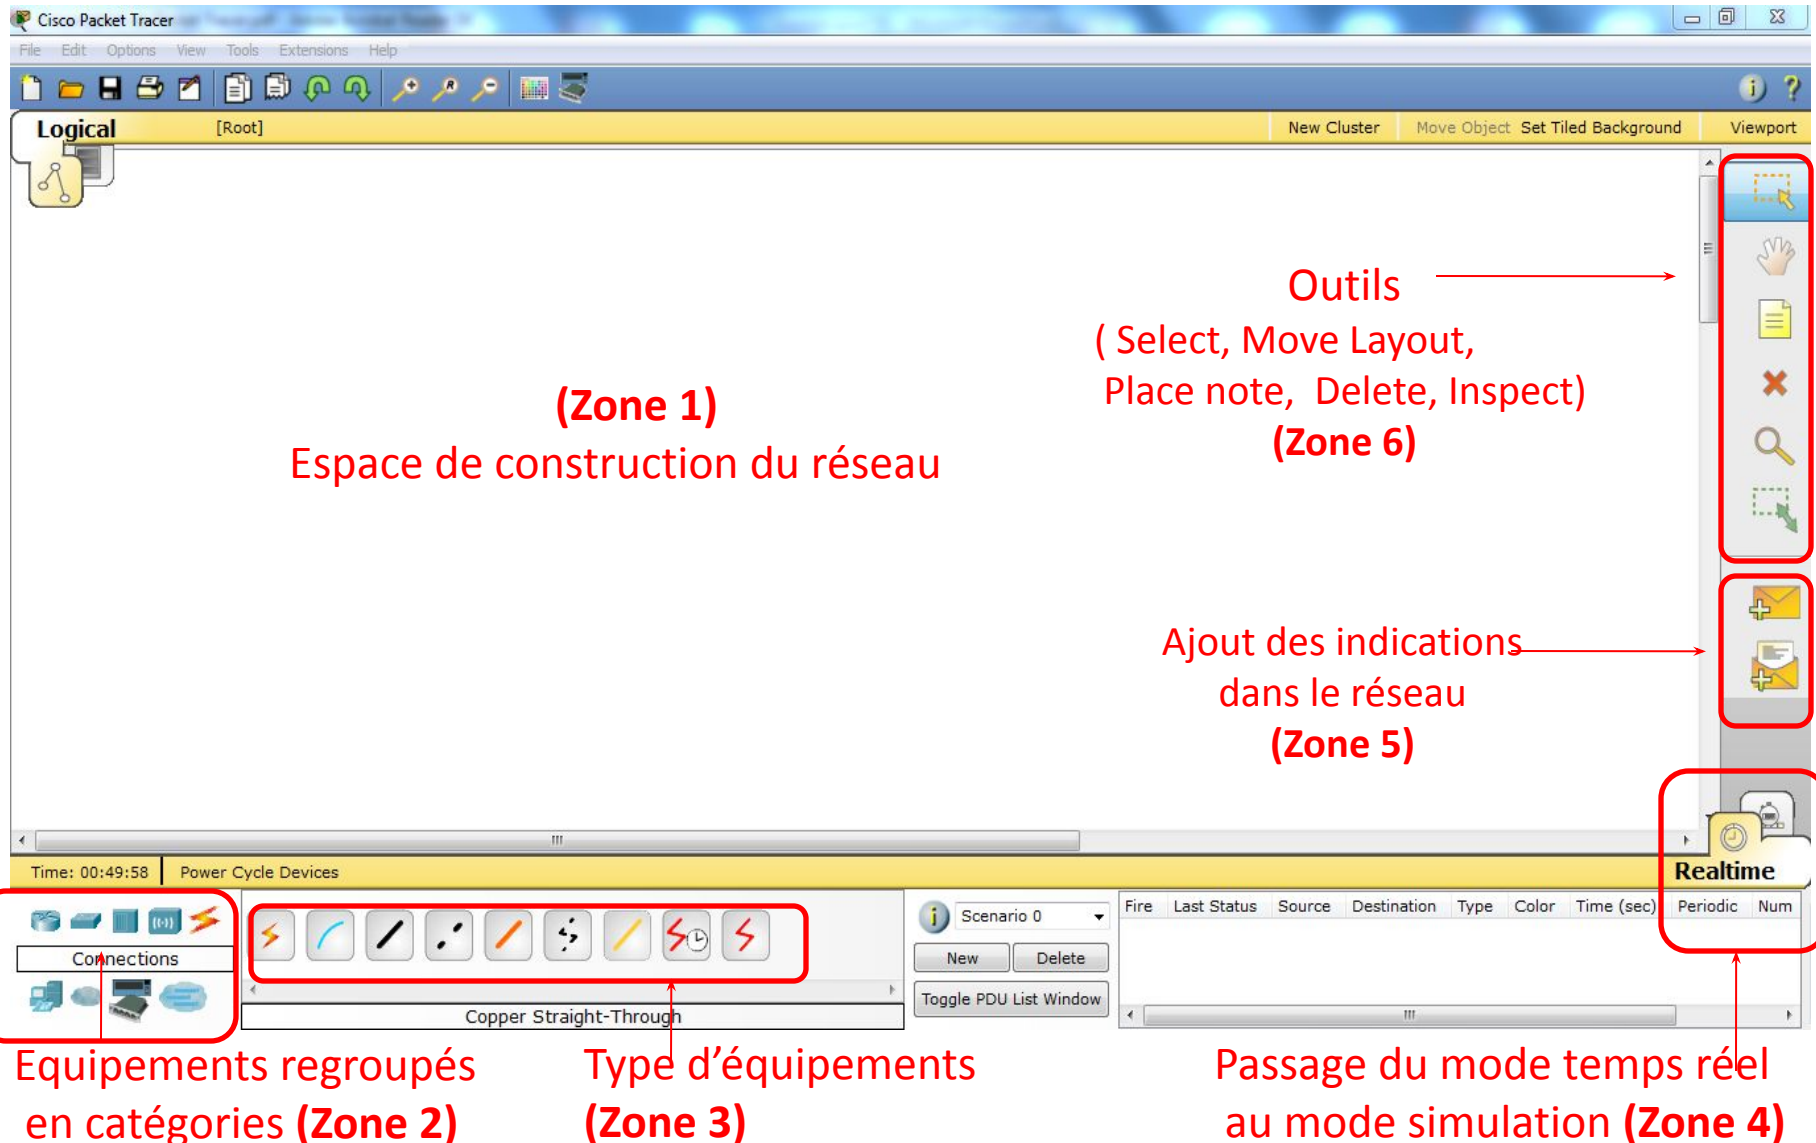 Cisco Packet Tracer
File Edit Options View Tools Extensions Help
Logical [Root] New Cluster Move Object Set Tiled Background Viewport
Outils
( Select, Move Layout,
Place note, Delete, Inspect)
(Zone 6)
(Zone 1)
Espace de construction du réseau
Ajout des indications
dans le réseau
(Zone 5)
Time: 00:49:58 Power Cycle Devices Realtime
Connections
Copper Straight-Through
Scenario 0
New Delete
Toggle PDU List Window
Fire Last Status Source Destination Type Color Time (sec) Periodic Num
Equipements regroupés
en catégories (Zone 2)
Type d’équipements
(Zone 3)
Passage du mode temps réel
au mode simulation (Zone 4)